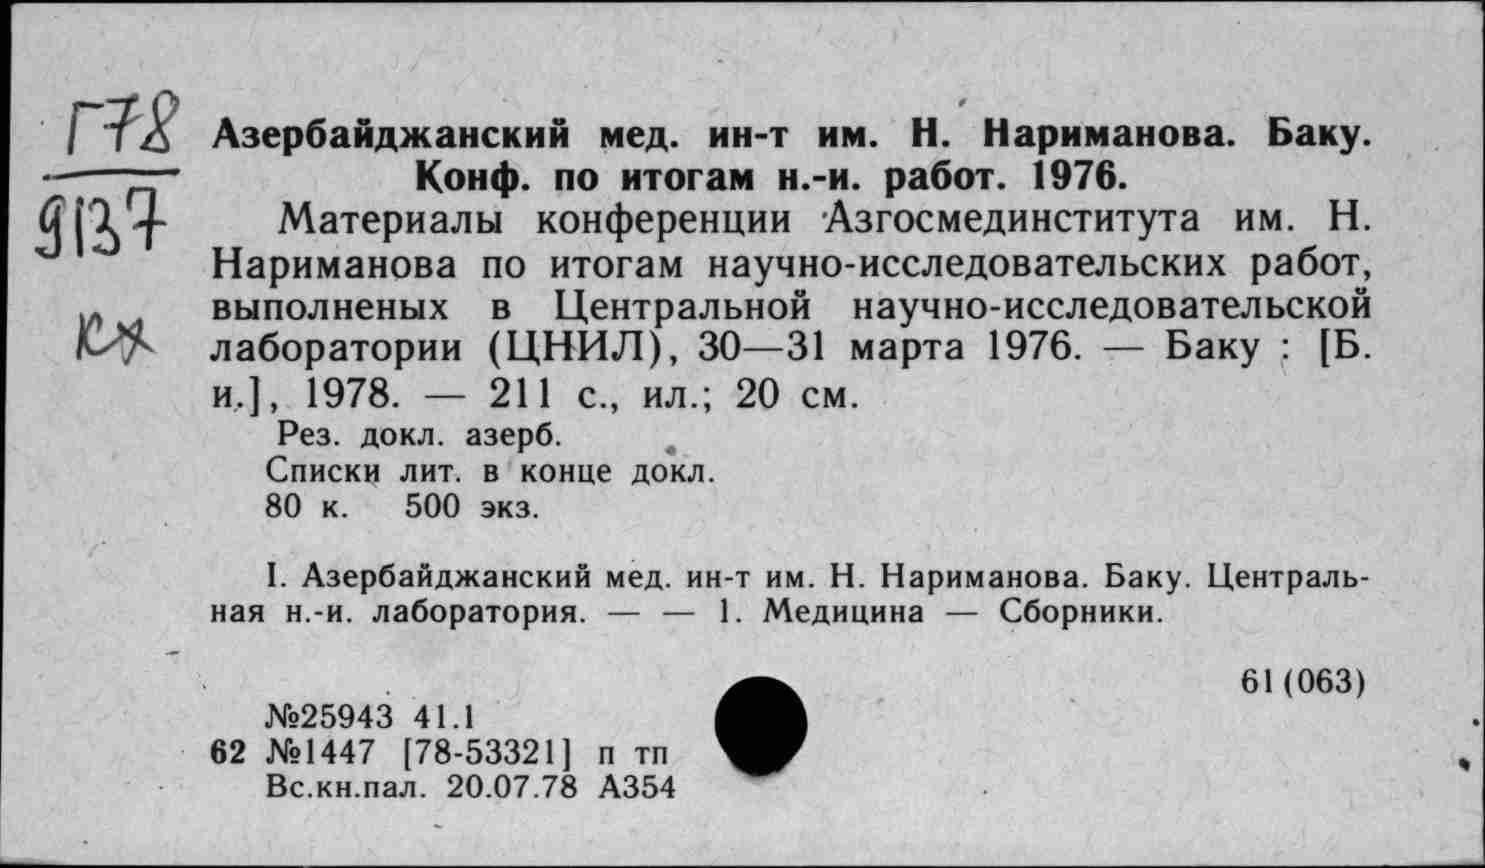 Г78
9137
кх
Азербайджанский мед. ин-т им. Н. Нариманова. Баку.
Конф. по итогам н.-и. работ. 1976.
Материалы конференции Азгосмединститута им. Н.
Нариманова по итогам научно-исследовательских работ,
выполненых в Центральной научно-исследовательской
лаборатории (ЦНИЛ), 30—31 марта 1976. — Баку : [Б.
и.], 1978. — 211 с., ил.; 20 см.
Рез. докл. азерб.
Списки лит. в конце докл.
80 к. 500 экз.
I. Азербайджанский мед. ин-т им. Н. Нариманова. Баку. Централь-
ная н.-и. лаборатория. — — 1. Медицина — Сборники.
61(063)
№25943 41.1
62 №1447 [78-53321] п тп
Вс.кн.пал. 20.07.78 А354